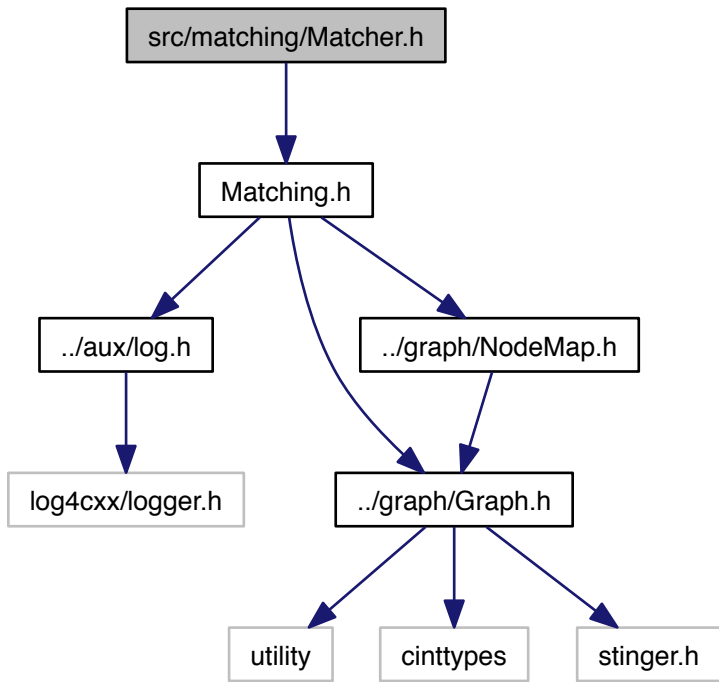 src/matching/Matcher.h
Matching.h
../aux/log.h
../graph/NodeMap.h
log4cxx/logger.h
../graph/Graph.h
utility
cinttypes
stinger.h